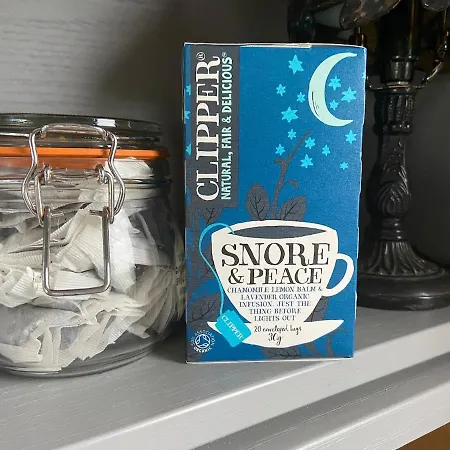 CLIPPER®
NATURAL, FAIR & DELICIOUS®
SNORE
& PEACE
CHAMOMILE LEMON BALM &
LAVENDER ORGANIC
INFUSION. JUST THE
THING BEFORE
LIGHTS OUT
20 enveloped bags
30g
CLIPPER
ORGANIC